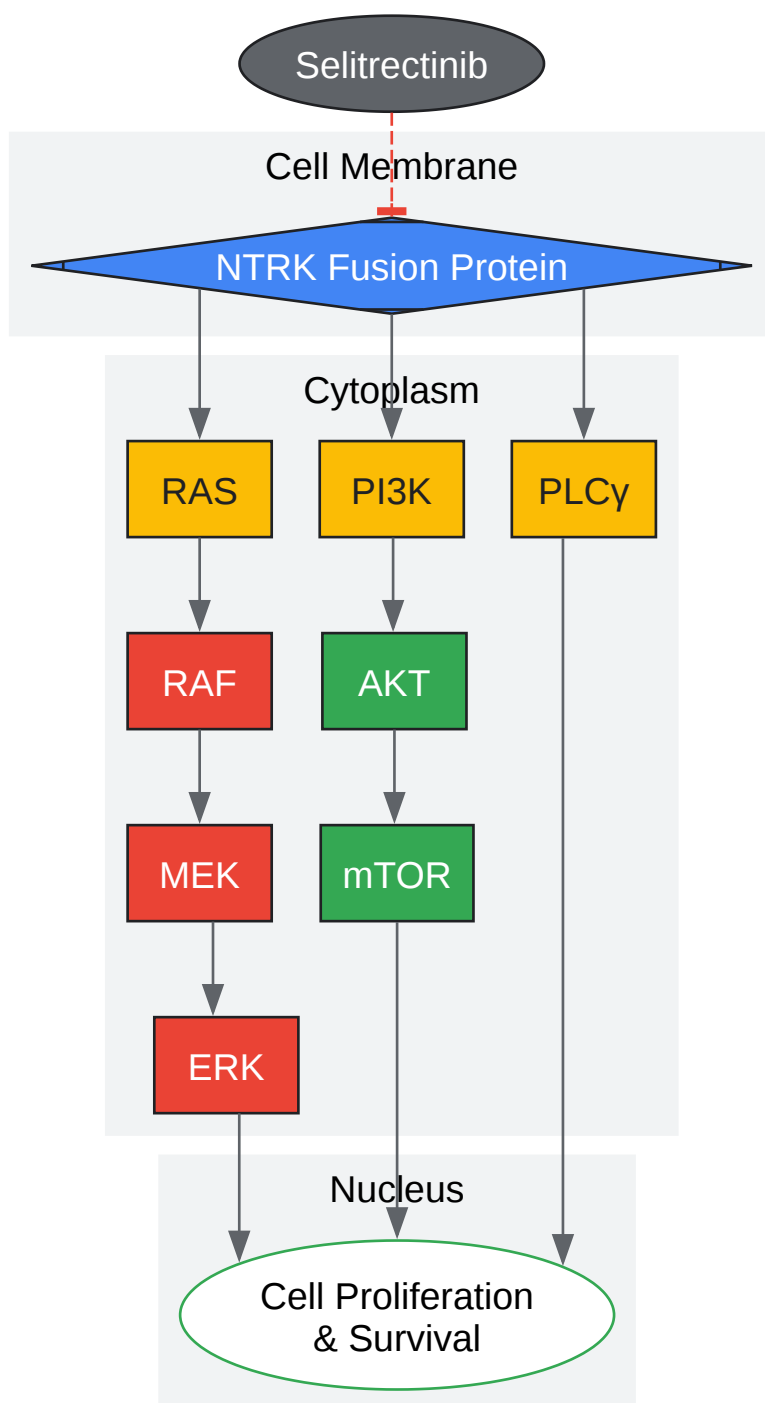 Selitrectinib
Cell Membrane
NTRK Fusion Protein
Cytoplasm
RAS
PI3K
PLCγ
RAF
AKT
MEK
mTOR
ERK
Nucleus
Cell Proliferation
& Survival